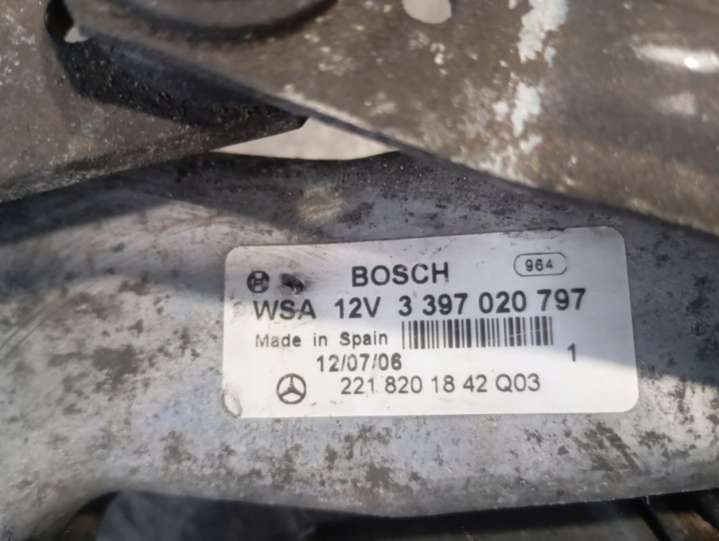 BOSCH 964
WSA 12V 3 397 020 797
Made in Spain
12/07/06 1
221 820 18 42 Q03